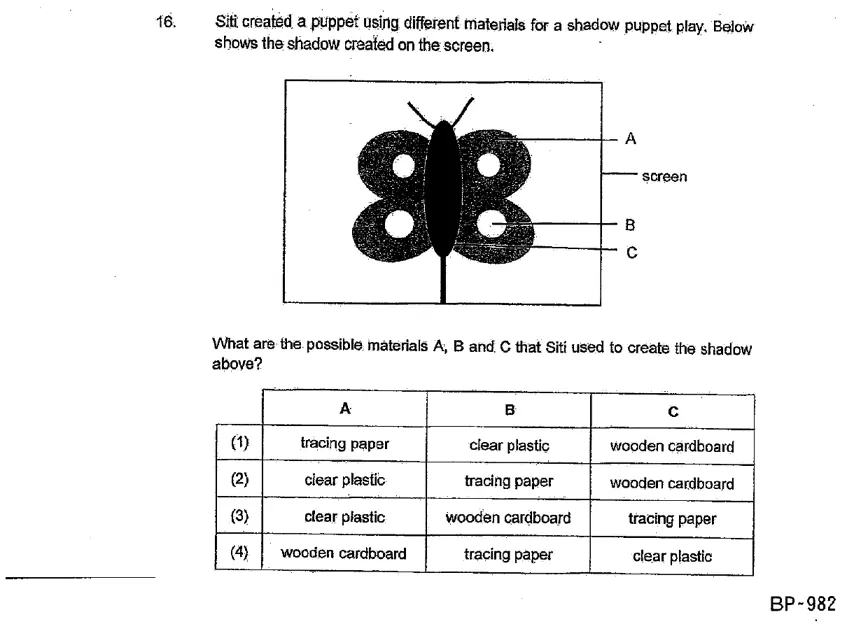 16. Siti created a puppet using different materials for a shadow puppet play. Below
shows the shadow created on the screen.
A
screen
B
C
What are the possible materials A, B and C that Siti used to create the shadow
above?
A B C
(1) tracing paper clear plastic wooden cardboard
(2) clear plastic tracing paper wooden cardboard
(3) clear plastic wooden cardboard tracing paper
(4) wooden cardboard tracing paper clear plastic
BP-982